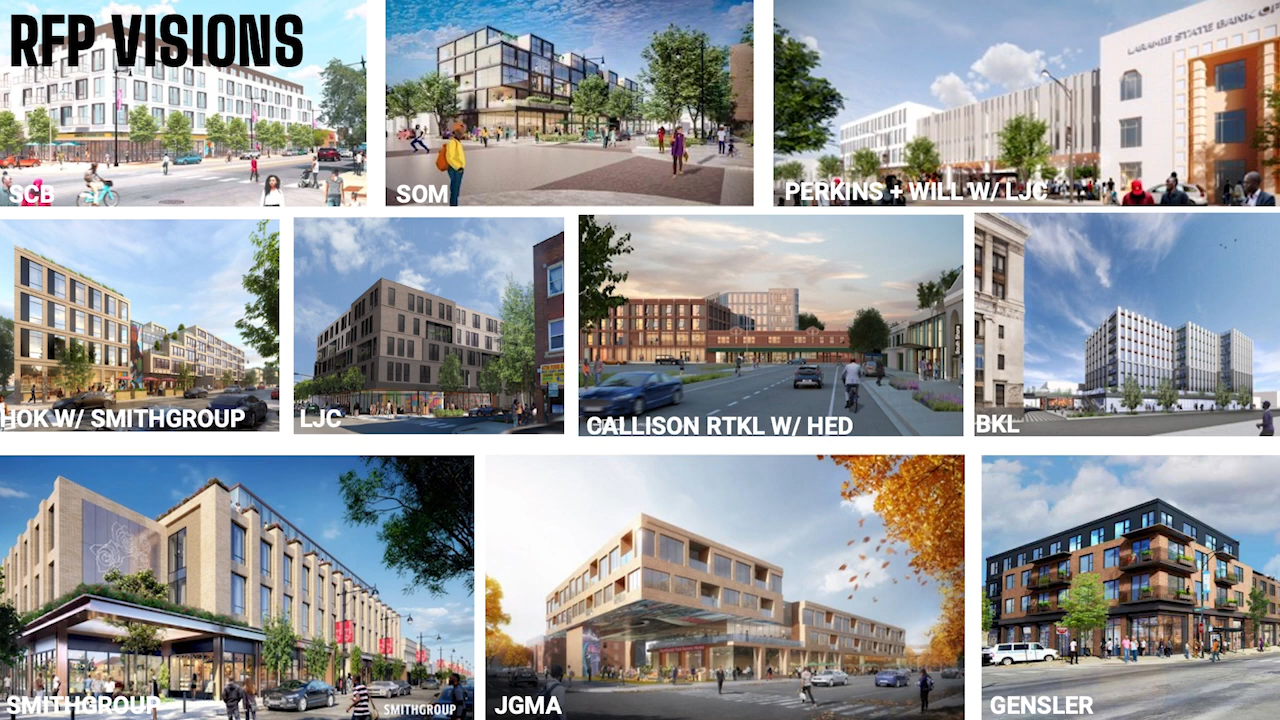 RFP VISIONS
SCB
SOM
LARAMIE STATE BANK OF
PERKINS + WILL W/ LJC
HOK W/ SMITHGROUP
LJC
CALLISON RTKL W/ HED
BKL
SMITHGROUP
SMITHGROUP
JGMA
GENSLER